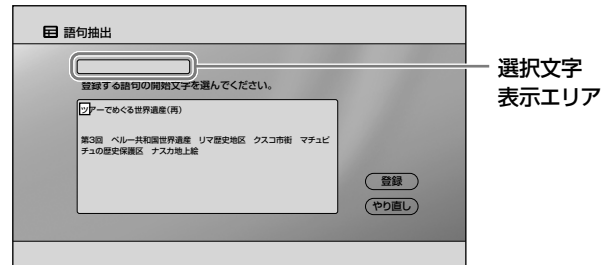 語句抽出
選択文字
表示エリア
登録する語句の開始文字を選んでください。
ツアーでめぐる世界遺産(再)
第3回 ペルー共和国世界遺産 リマ歴史地区 クスコ市街 マチュピ
チュの歴史保護区 ナスカ地上絵
登録
やり直し